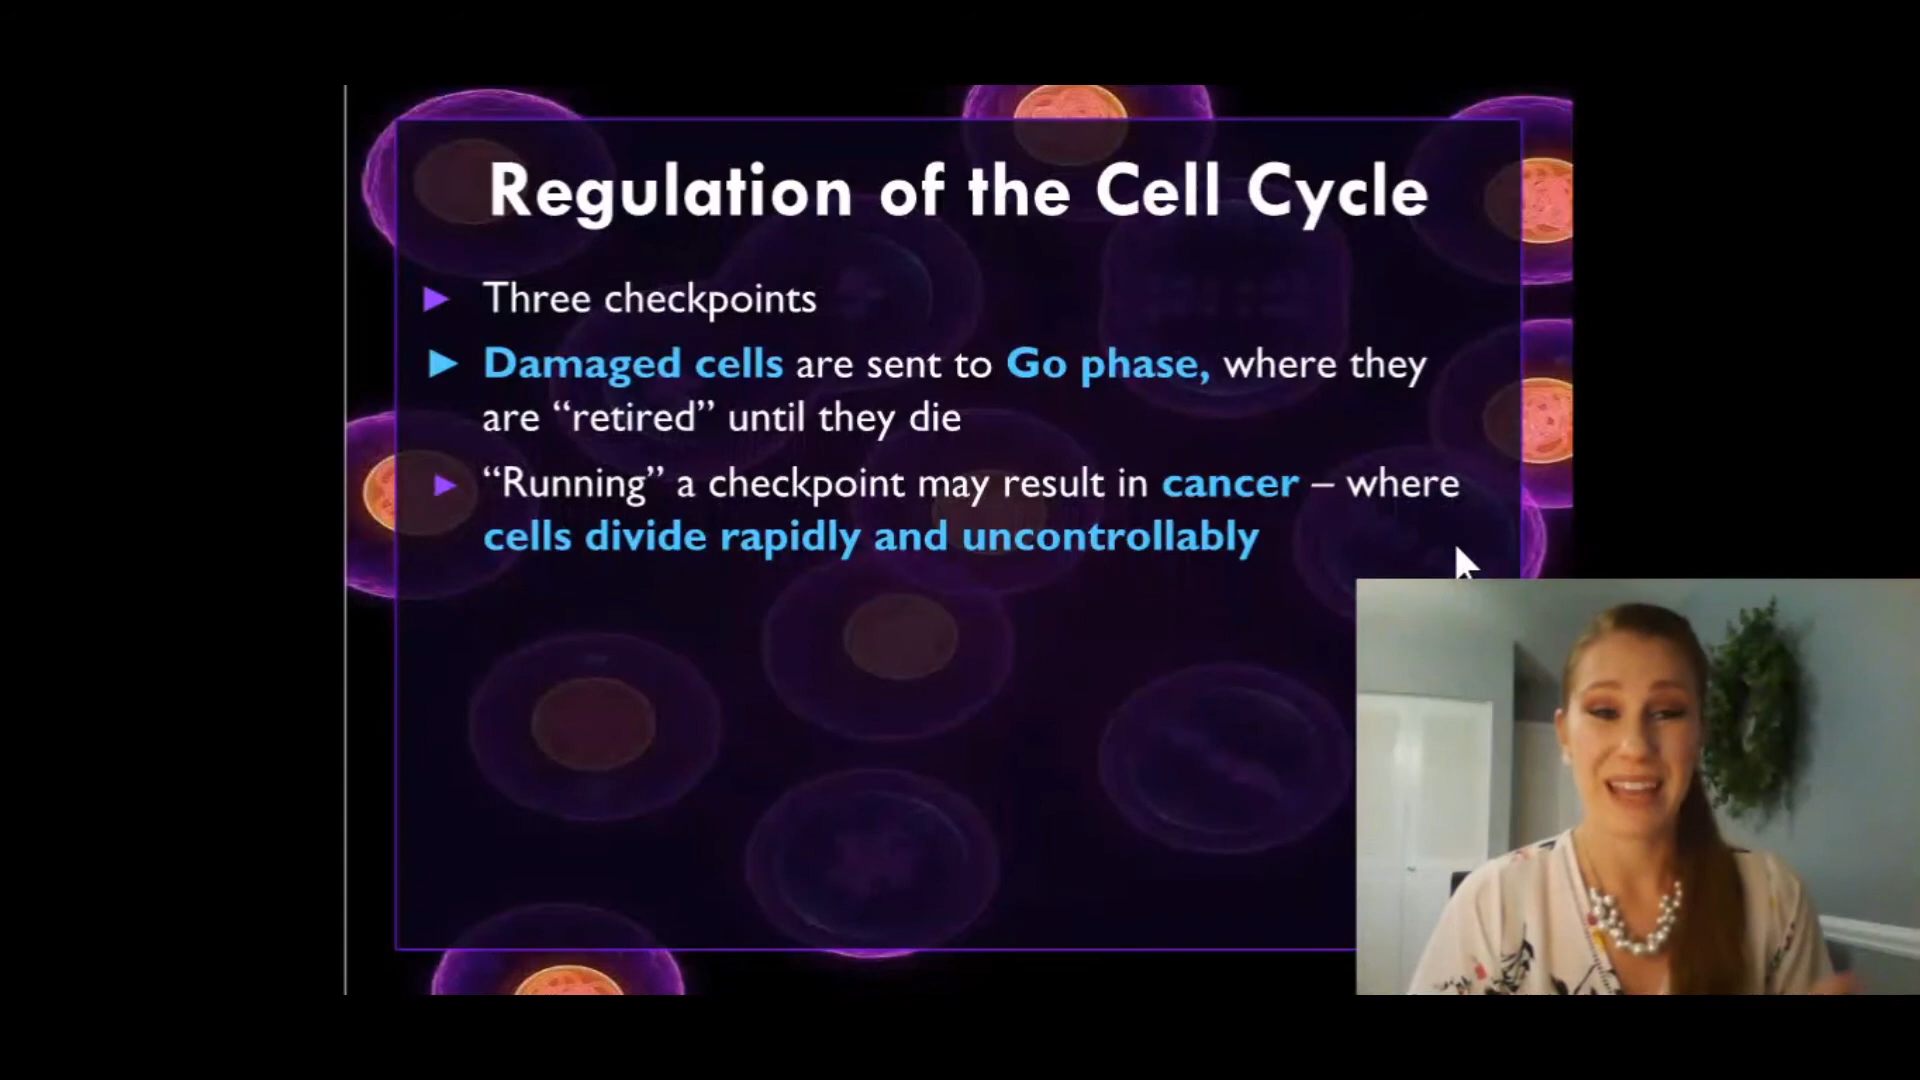 Regulation of the Cell Cycle
Three checkpoints
Damaged cells are sent to Go phase, where they
are “retired” until they die
“Running” a checkpoint may result in cancer – where
cells divide rapidly and uncontrollably